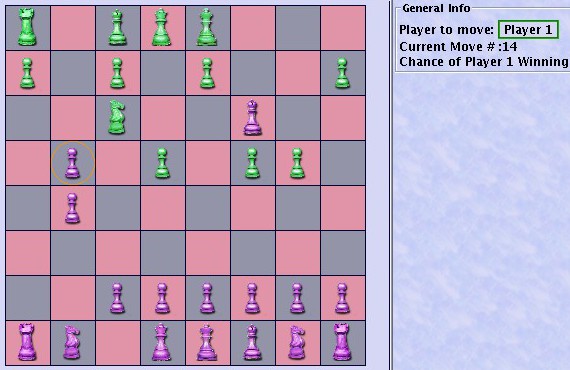 General Info
Player to move: Player 1
Current Move # :14
Chance of Player 1 Winning